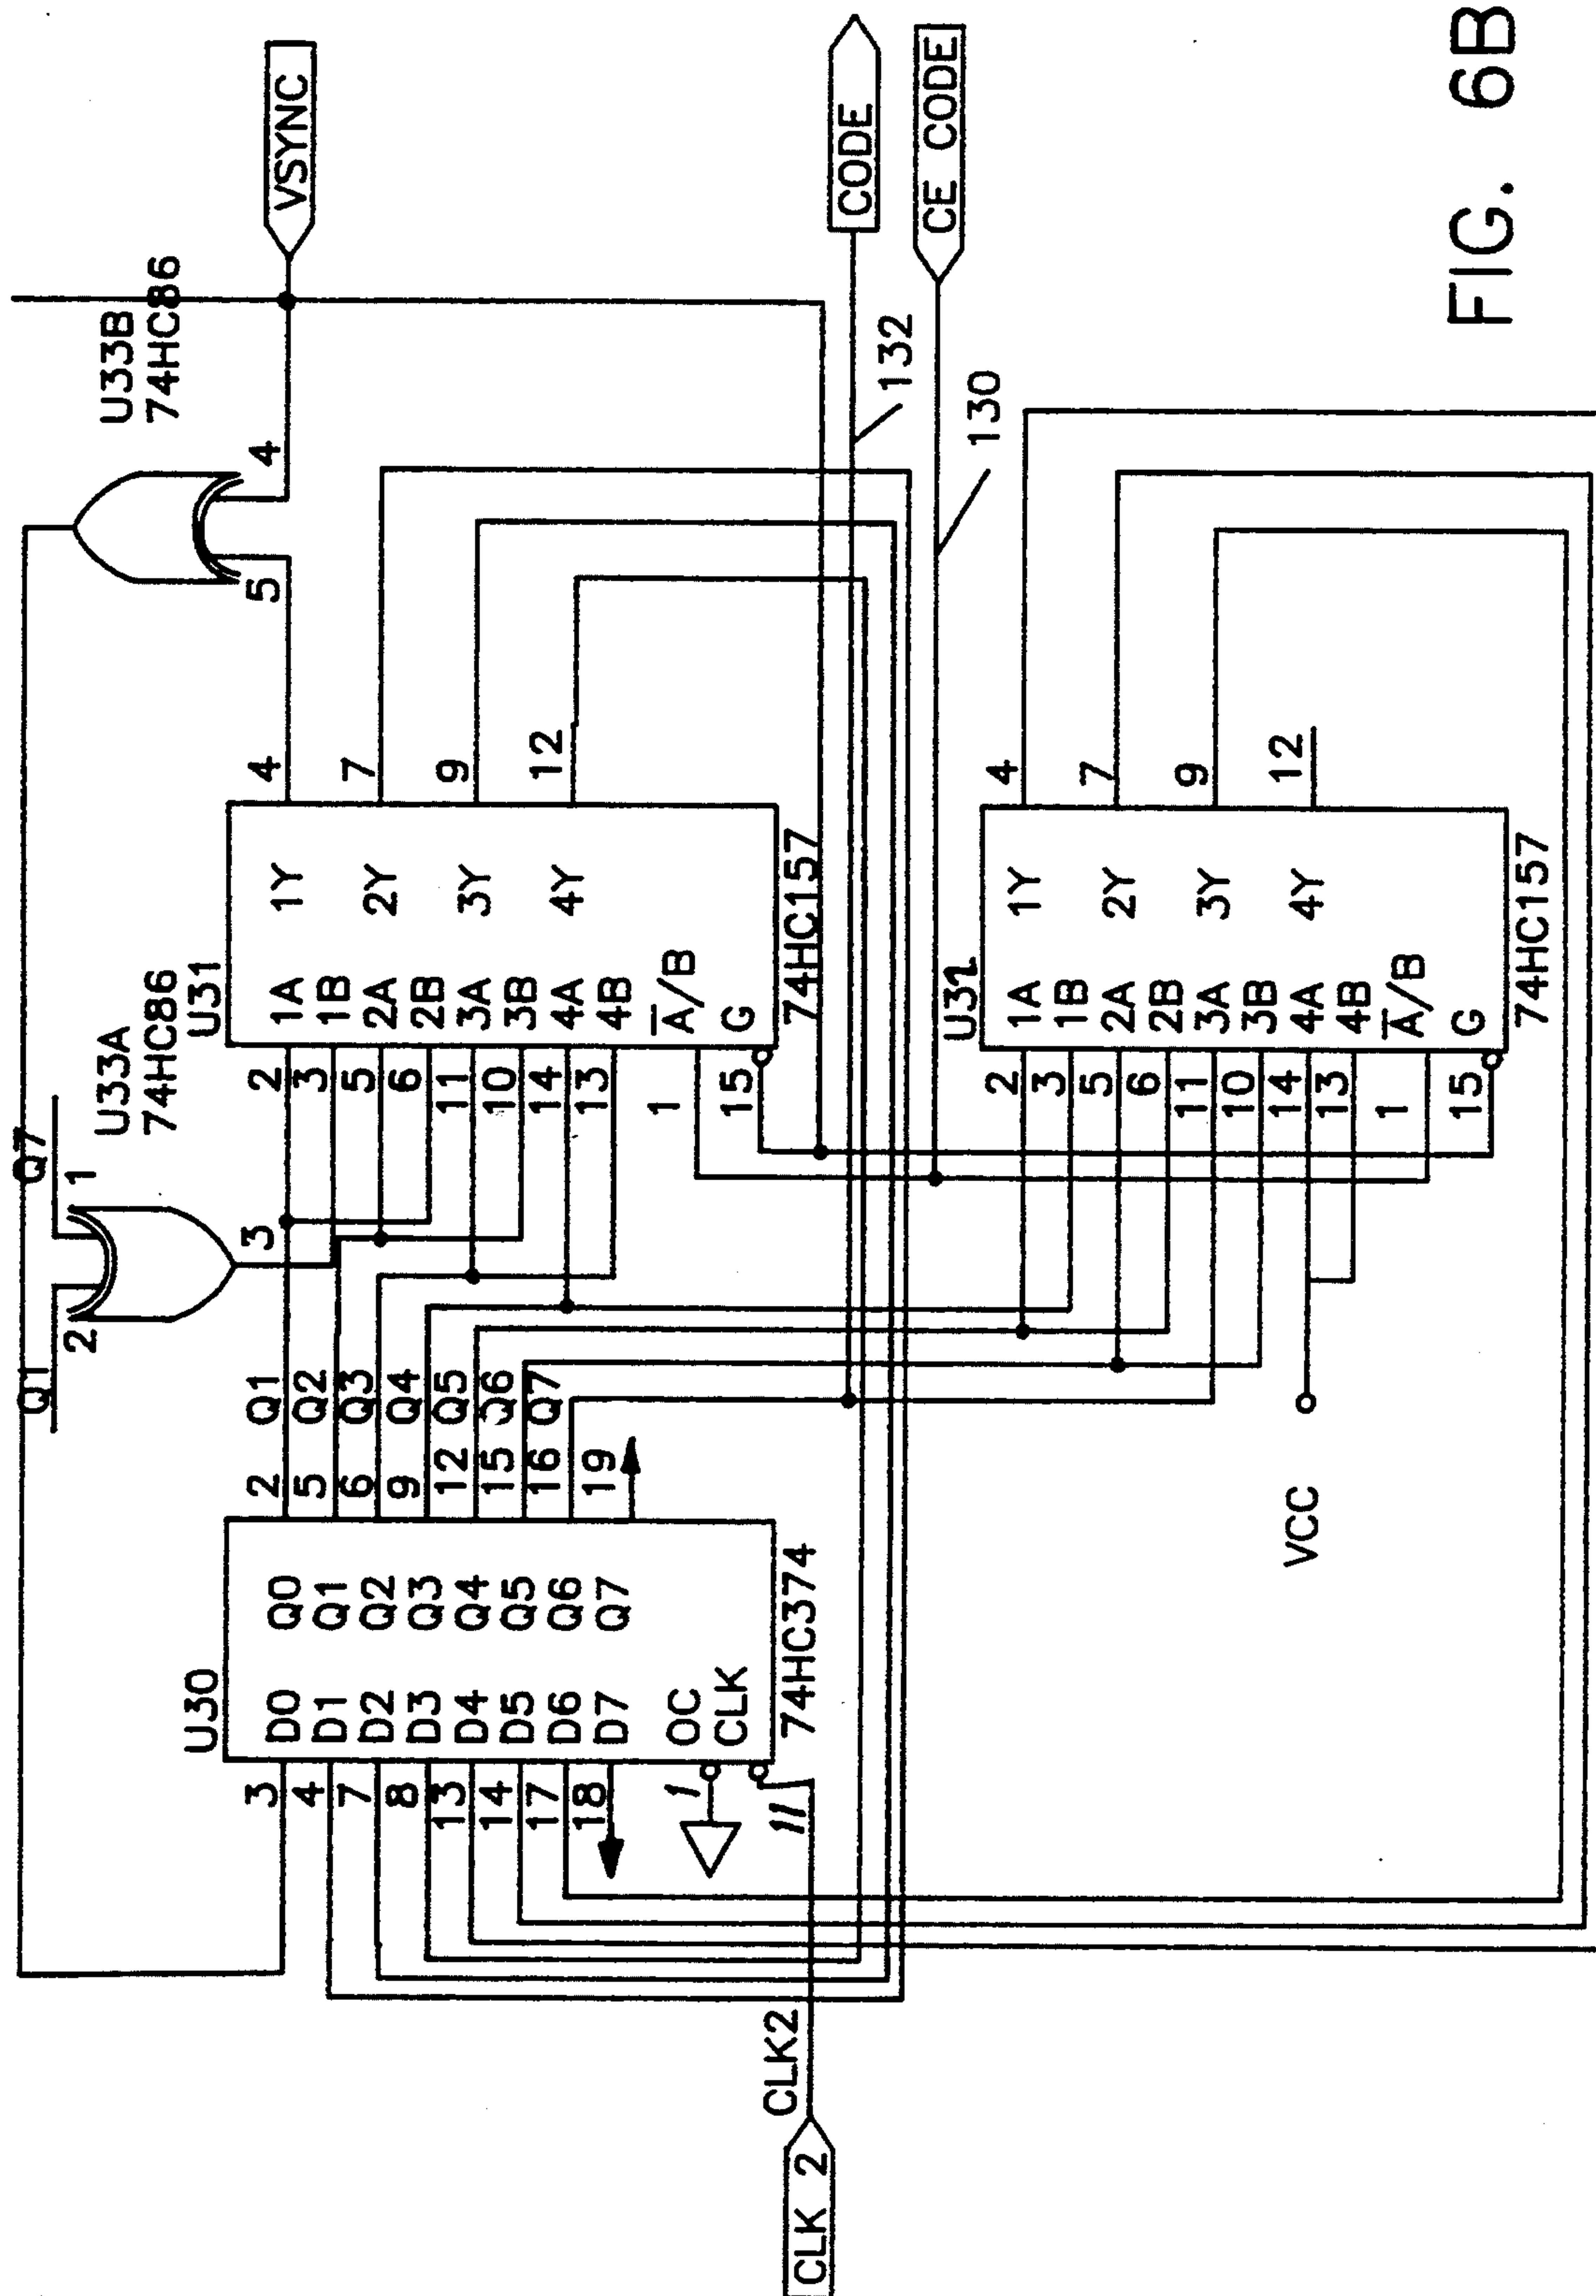 FIG. 6B
VSYNC
CODE
CE CODE
132
130
U33B
74HC86
4
5
Q7
Q1
1
2
3
U33A
74HC86
U31
1A 1Y
1B
2A 2Y
2B
3A 3Y
3B
4A 4Y
4B
A/B
G
74HC157
2
3
5
6
11
10
14
13
1
15
4
7
9
12
U32
1A 1Y
1B
2A 2Y
2B
3A 3Y
3B
4A 4Y
4B
A/B
G
74HC157
2
3
5
6
11
10
14
13
1
15
4
7
9
12
VCC
U30
D0 Q0
D1 Q1
D2 Q2
D3 Q3
D4 Q4
D5 Q5
D6 Q6
D7 Q7
OC
CLK
74HC374
3
4
7
8
13
14
17
18
1
11
2 Q1
5 Q2
6 Q3
9 Q4
12 Q5
15 Q6
16 Q7
19
CLK2
CLK 2